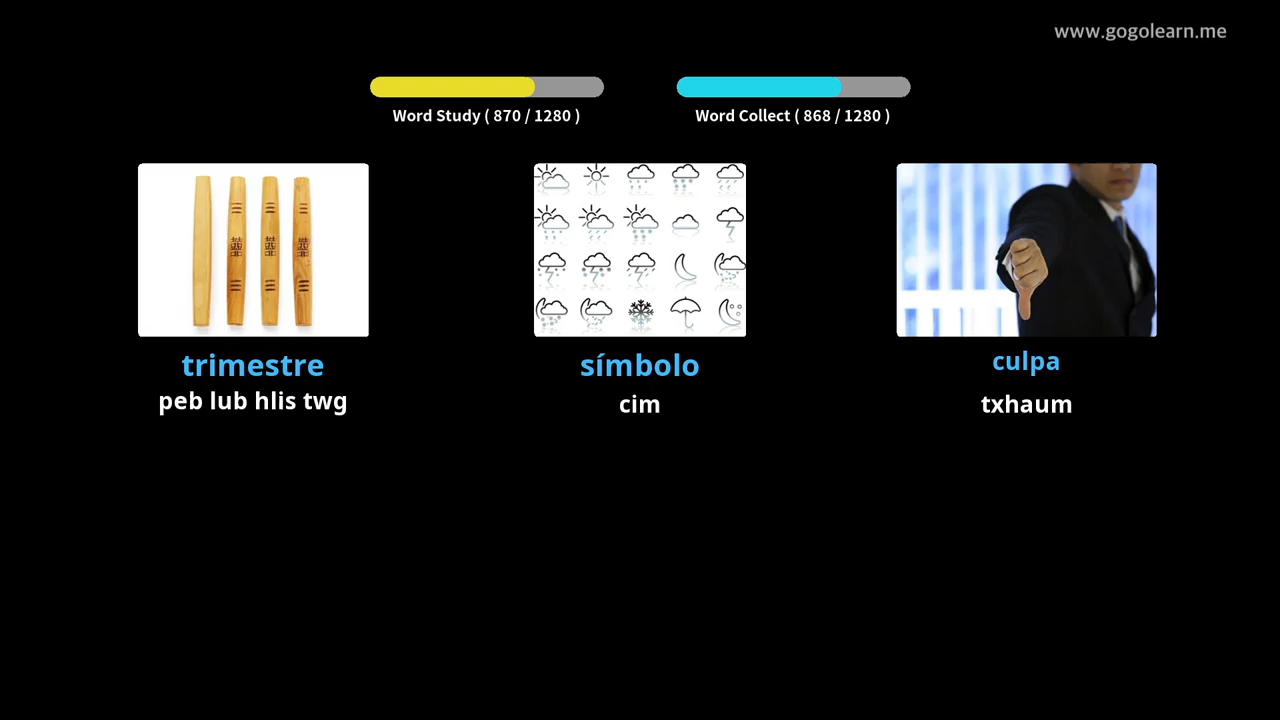 www.gogolearn.me
Word Study ( 870 / 1280 )
Word Collect ( 868 / 1280 )
trimestre
símbolo
culpa
peb lub hlis twg
cim
txhaum